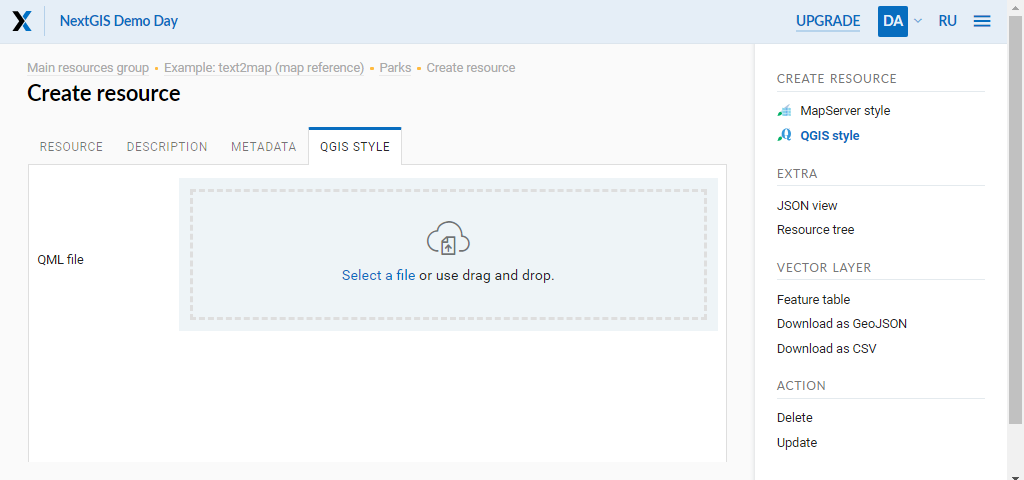 NextGIS Demo Day
UPGRADE DA RU
Main resources group • Example: text2map (map reference) • Parks • Create resource
Create resource
RESOURCE DESCRIPTION METADATA QGIS STYLE
QML file
Select a file or use drag and drop.
CREATE RESOURCE
MapServer style
QGIS style
EXTRA
JSON view
Resource tree
VECTOR LAYER
Feature table
Download as GeoJSON
Download as CSV
ACTION
Delete
Update